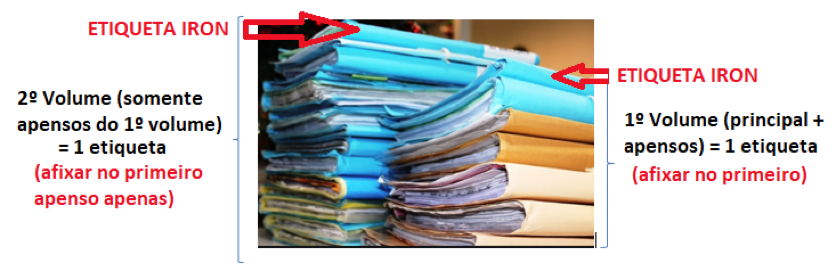 ETIQUETA IRON
2º Volume (somente
apensos do 1º volume)
= 1 etiqueta
(afixar no primeiro
apenso apenas)
ETIQUETA IRON
1º Volume (principal +
apensos) = 1 etiqueta
(afixar no primeiro)